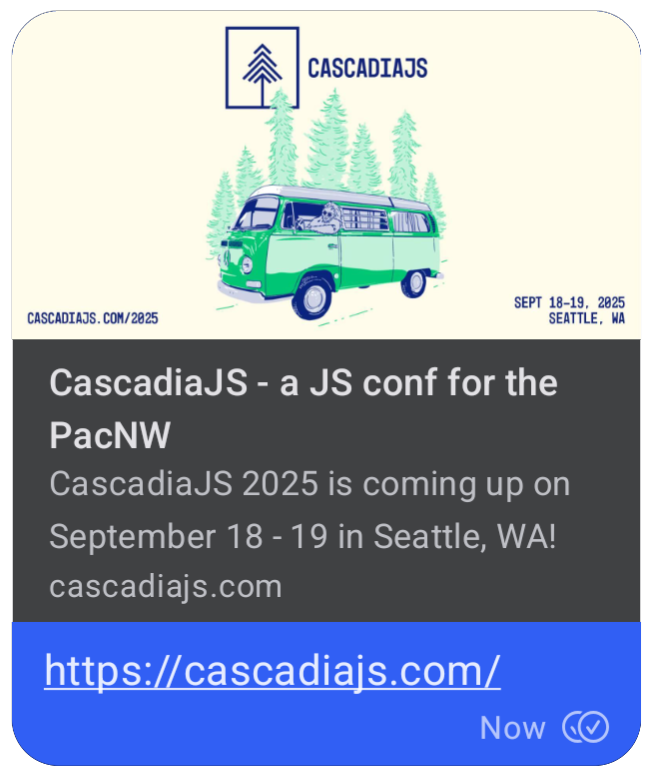 CASCADIAJS
CASCADIAJS.COM/2025
SEPT 18-19, 2025
SEATTLE, WA
CascadiaJS - a JS conf for the
PacNW
CascadiaJS 2025 is coming up on
September 18 - 19 in Seattle, WA!
cascadiajs.com
https://cascadiajs.com/
Now